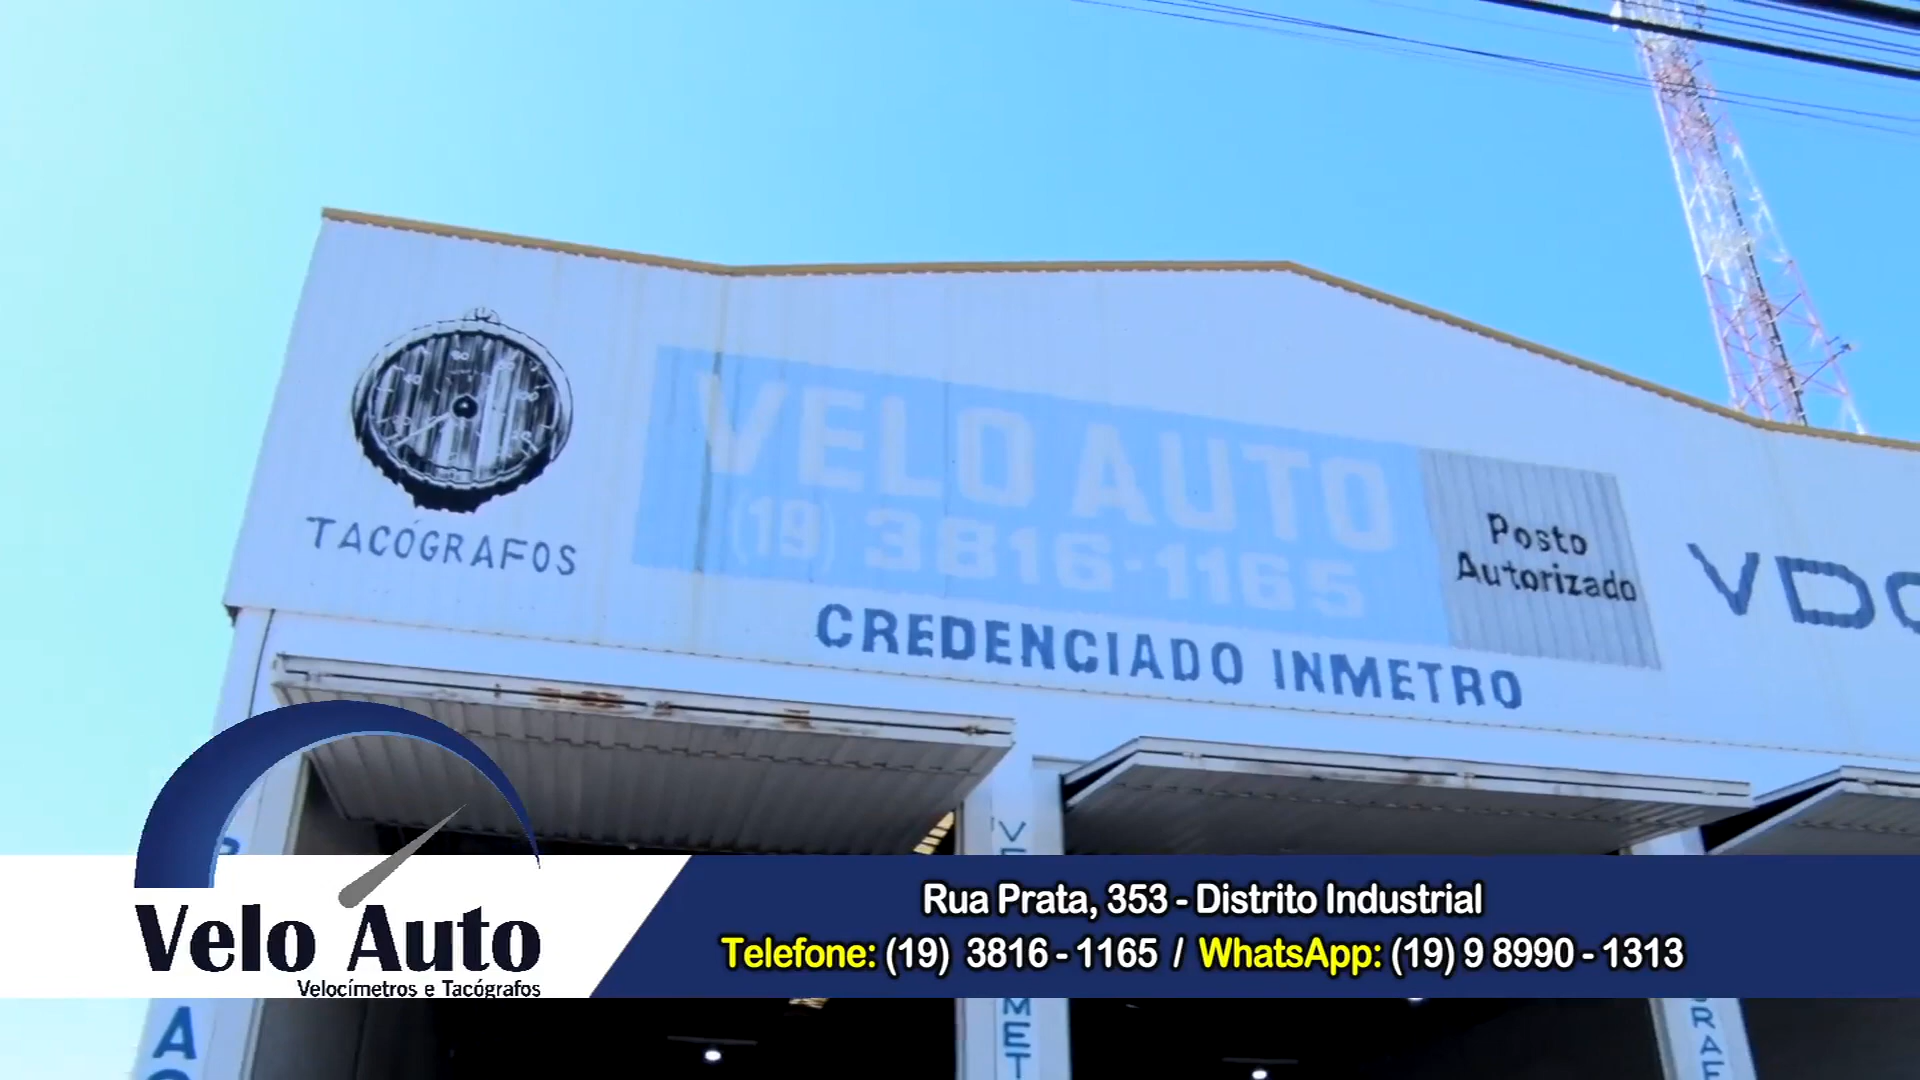 TACÓGRAFOS
VELO AUTO
(19) 3816-1165
Posto
Autorizado
VDO
CREDENCIADO INMETRO
Velo Auto
Velocímetros e Tacógrafos
Rua Prata, 353 - Distrito Industrial
Telefone: (19) 3816 - 1165 / WhatsApp: (19) 9 8990 - 1313